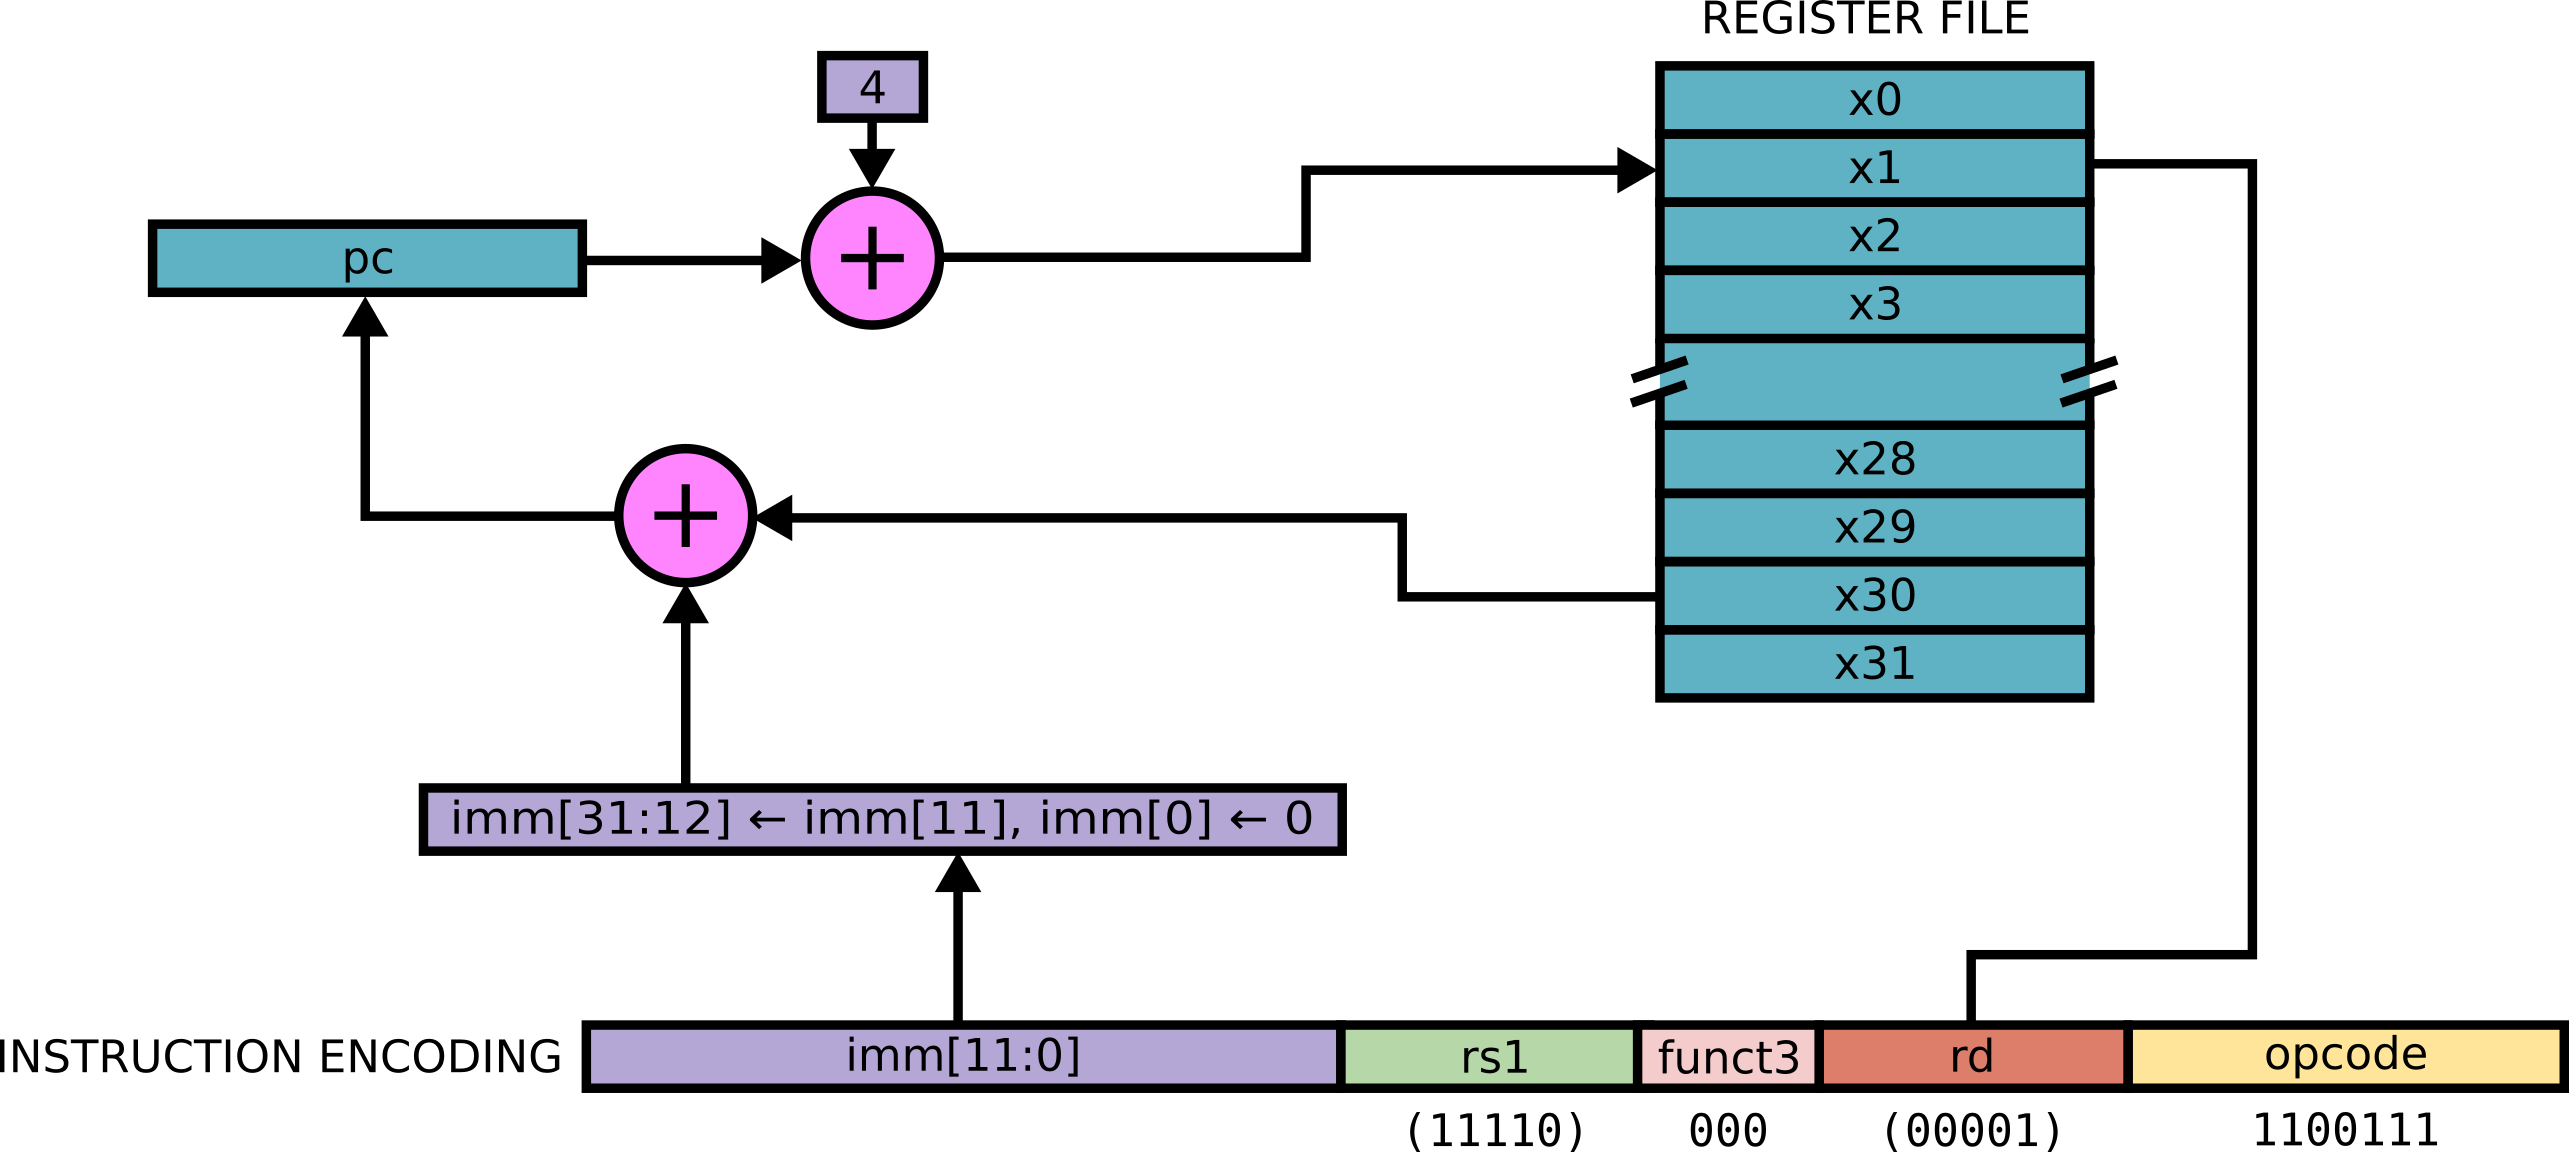 REGISTER FILE
4
x0
x1
x2
pc
x3
x28
x29
x30
x31
imm[31:12] ← imm[11], imm[0] ← 0
INSTRUCTION ENCODING imm[11:0] rs1 funct3 rd opcode
(11110) 000 (00001) 1100111
+
+